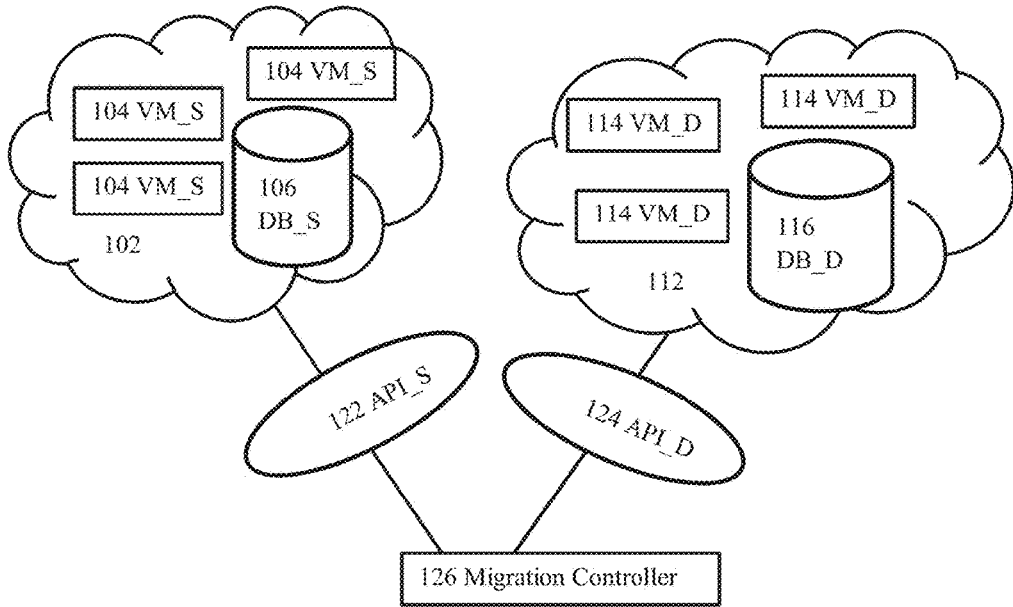 104 VM_S
104 VM_S
104 VM_S
106
DB_S
102
114 VM_D
114 VM_D
114 VM_D
116
DB_D
112
122 API_S
124 API_D
126 Migration Controller